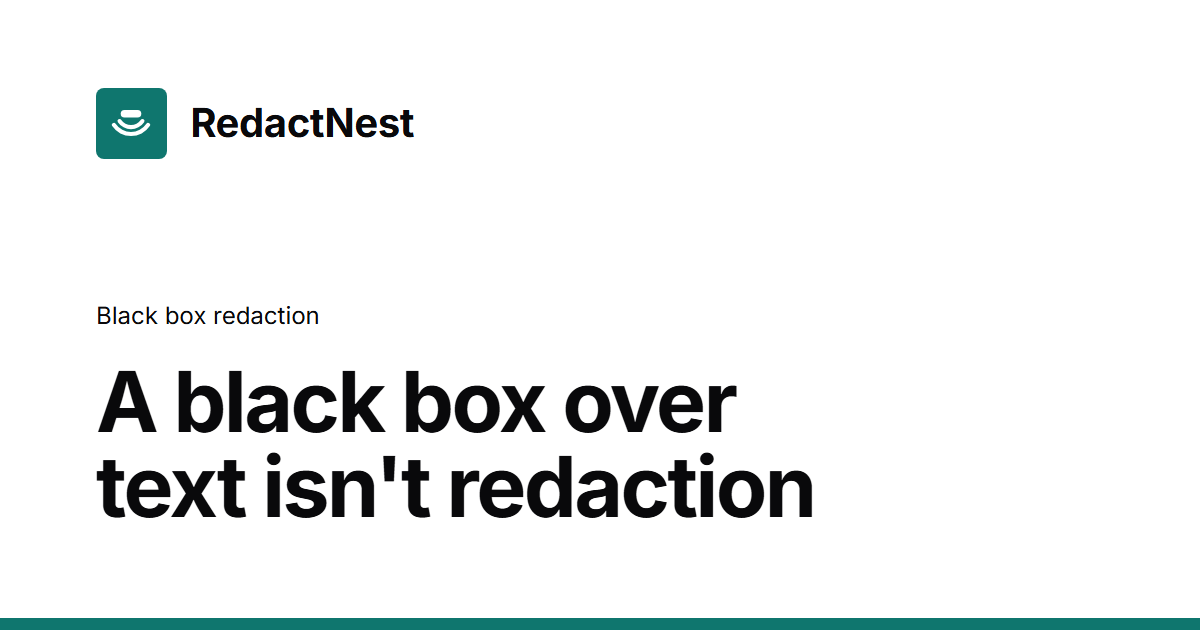 RedactNest
Black box redaction
A black box over
text isn't redaction